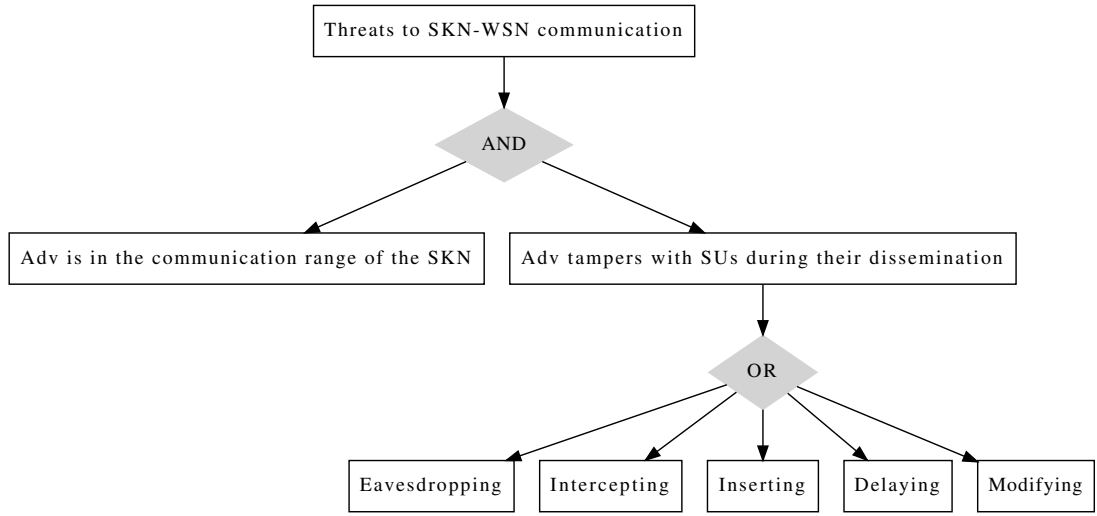 Threats to SKN-WSN communication
AND
Adv is in the communication range of the SKN
Adv tampers with SUs during their dissemination
OR
Eavesdropping
Intercepting
Inserting
Delaying
Modifying